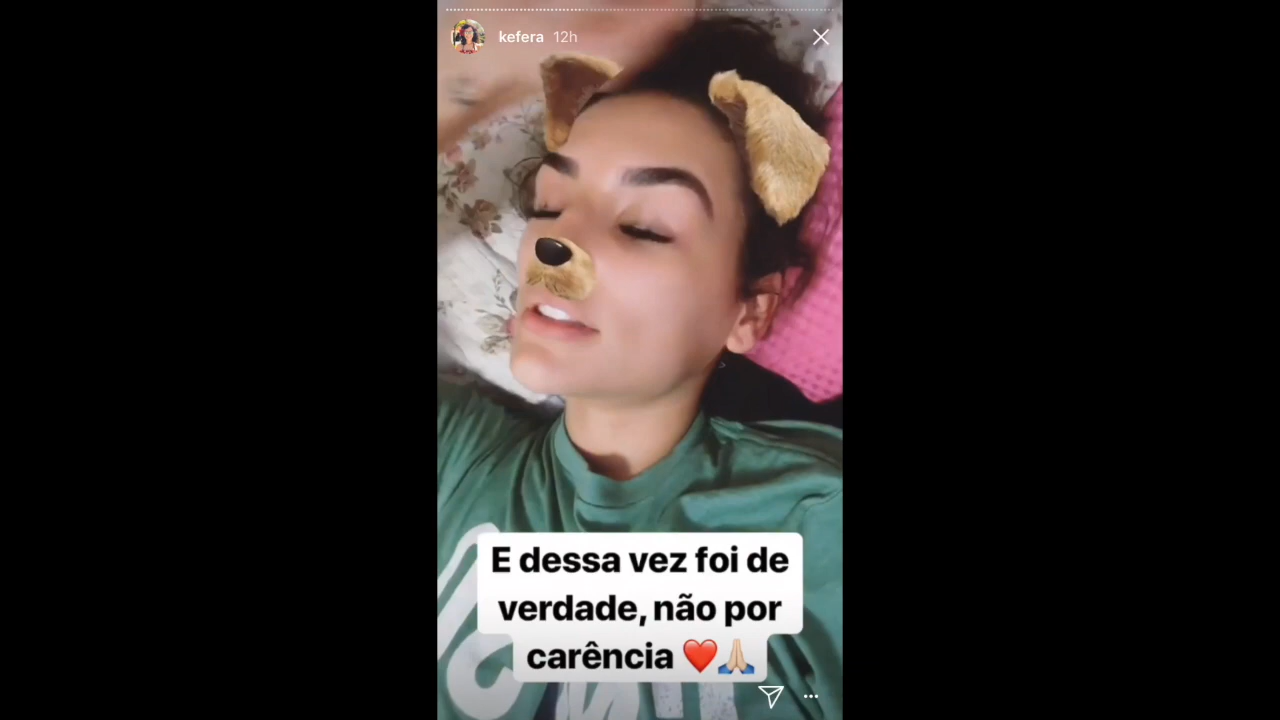 kefera 12h
E dessa vez foi de
verdade, não por
carência ❤️🙏🏻